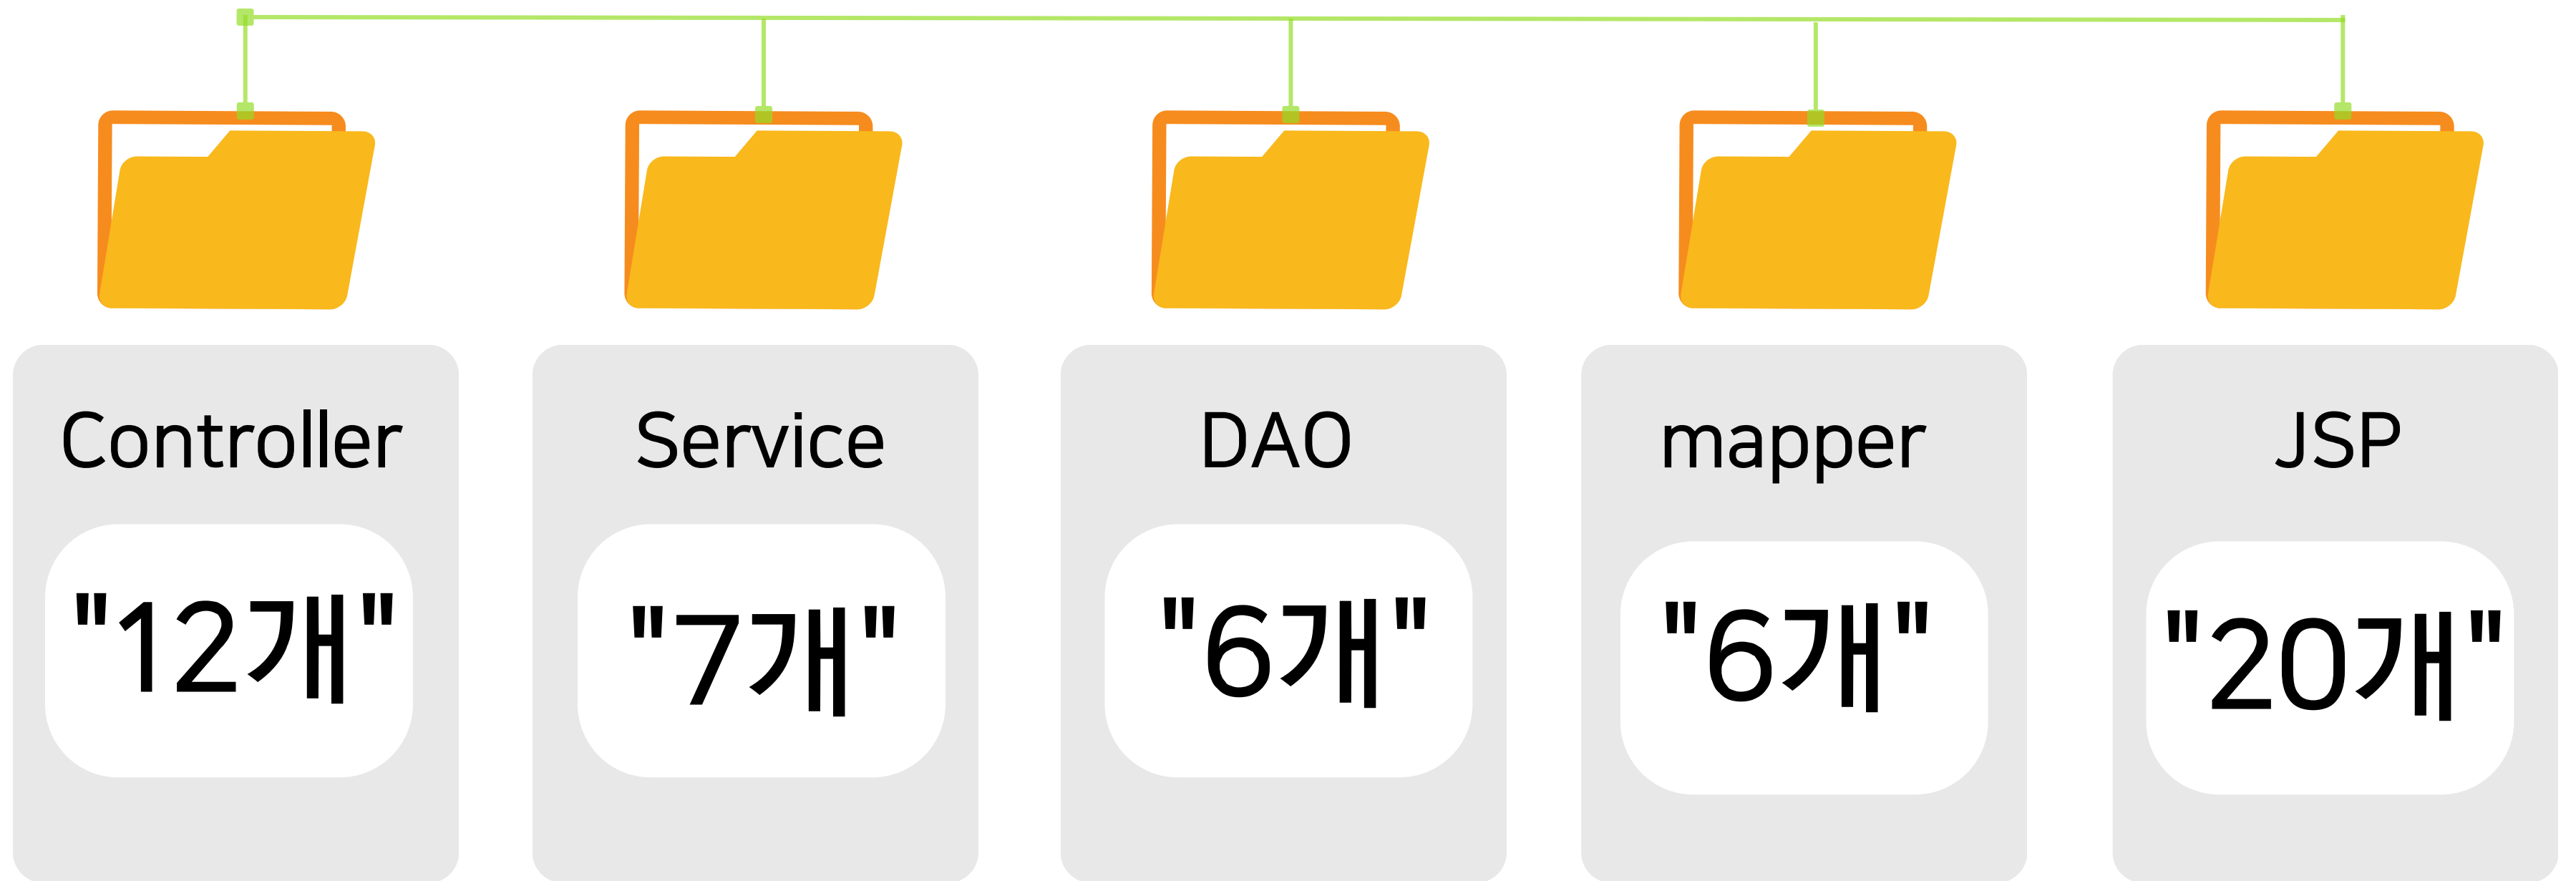 Controller
Service
DAO
mapper
JSP
"12개"
"7개"
"6개"
"6개"
"20개"